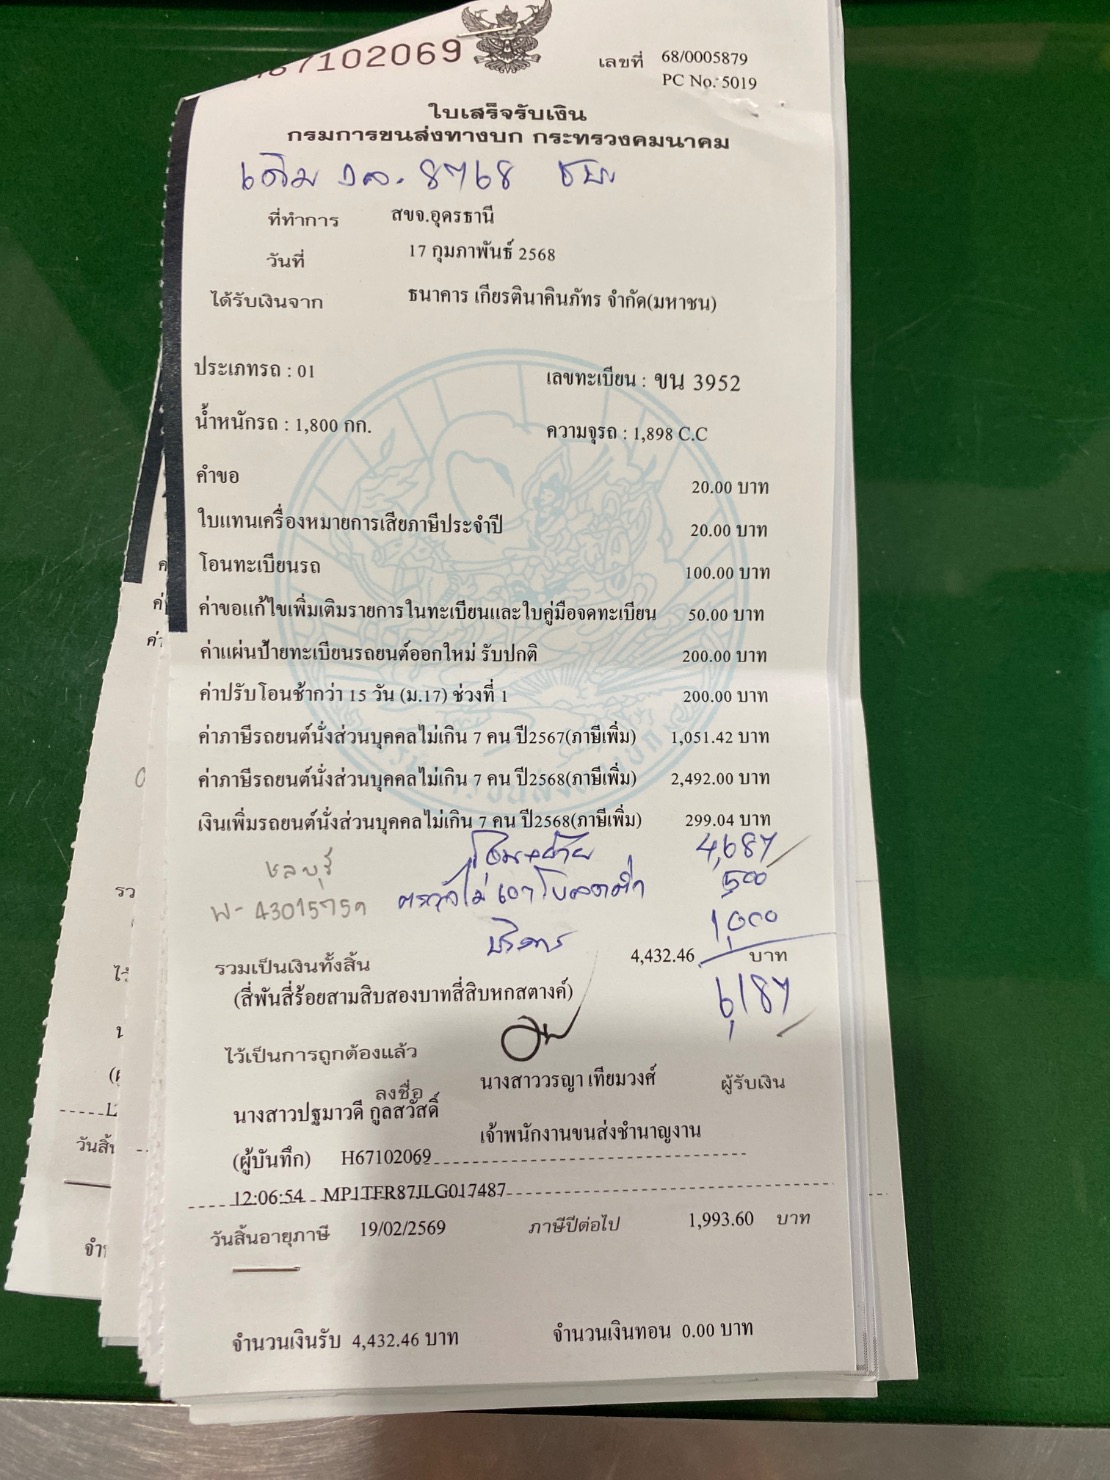 67102069
เลขที่ 68/0005879
PC No. 5019
ใบเสร็จรับเงิน
กรมการขนส่งทางบก กระทรวงคมนาคม
เดิม 8768 ชบ.
ที่ทำการ สขจ.อุดรธานี
วันที่ 17 กุมภาพันธ์ 2568
ได้รับเงินจาก ธนาคาร เกียรตินาคินภัทร จำกัด(มหาชน)
ประเภทรถ : 01 เลขทะเบียน : ขน 3952
น้ำหนักรถ : 1,800 กก. ความจุรถ : 1,898 C.C
คำขอ 20.00 บาท
ใบแทนเครื่องหมายการเสียภาษีประจำปี 20.00 บาท
โอนทะเบียนรถ 100.00 บาท
ค่าขอแก้ไขเพิ่มเติมรายการในทะเบียนและใบคู่มือจดทะเบียน 50.00 บาท
ค่าแผ่นป้ายทะเบียนรถยนต์ออกใหม่ รับปกติ 200.00 บาท
ค่าปรับโอนช้ากว่า 15 วัน (ม.17) ช่วงที่ 1 200.00 บาท
ค่าภาษีรถยนต์นั่งส่วนบุคคลไม่เกิน 7 คน ปี2567(ภาษีเพิ่ม) 1,051.42 บาท
ค่าภาษีรถยนต์นั่งส่วนบุคคลไม่เกิน 7 คน ปี2568(ภาษีเพิ่ม) 2,492.00 บาท
เงินเพิ่มรถยนต์นั่งส่วนบุคคลไม่เกิน 7 คน ปี2568(ภาษีเพิ่ม) 299.04 บาท
ชลบุรี โอน+ย้าย 4,687
500
บริการ 1,000
รวมเป็นเงินทั้งสิ้น 4,432.46 บาท
(สี่พันสี่ร้อยสามสิบสองบาทสี่สิบหกสตางค์) 6,187
ไว้เป็นการถูกต้องแล้ว
ลงชื่อ นางสาววรญา เทียมวงศ์ ผู้รับเงิน
นางสาวปฐมาวดี กูลสวัสดิ์
เจ้าพนักงานขนส่งชำนาญงาน
(ผู้บันทึก) H67102069
12:06:54 MP1TFR87JLG017487
วันสิ้นอายุภาษี 19/02/2569 ภาษีปีต่อไป 1,993.60 บาท
จำนวนเงินรับ 4,432.46 บาท จำนวนเงินทอน 0.00 บาท